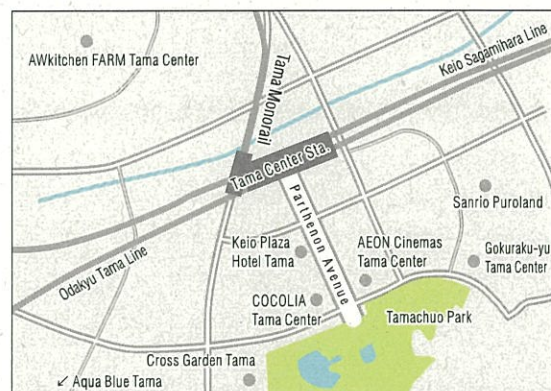 AWkitchen FARM Tama Center
Tama Monorail
Keio Sagamihara Line
Tama Center Sta.
Sanrio Puroland
Parthenon Avenue
Keio Plaza
Hotel Tama
AEON Cinemas
Tama Center
Gokuraku-yu
Tama Center
Odakyu Tama Line
COCOLIA
Tama Center
Tamachuo Park
Cross Garden Tama
↙ Aqua Blue Tama